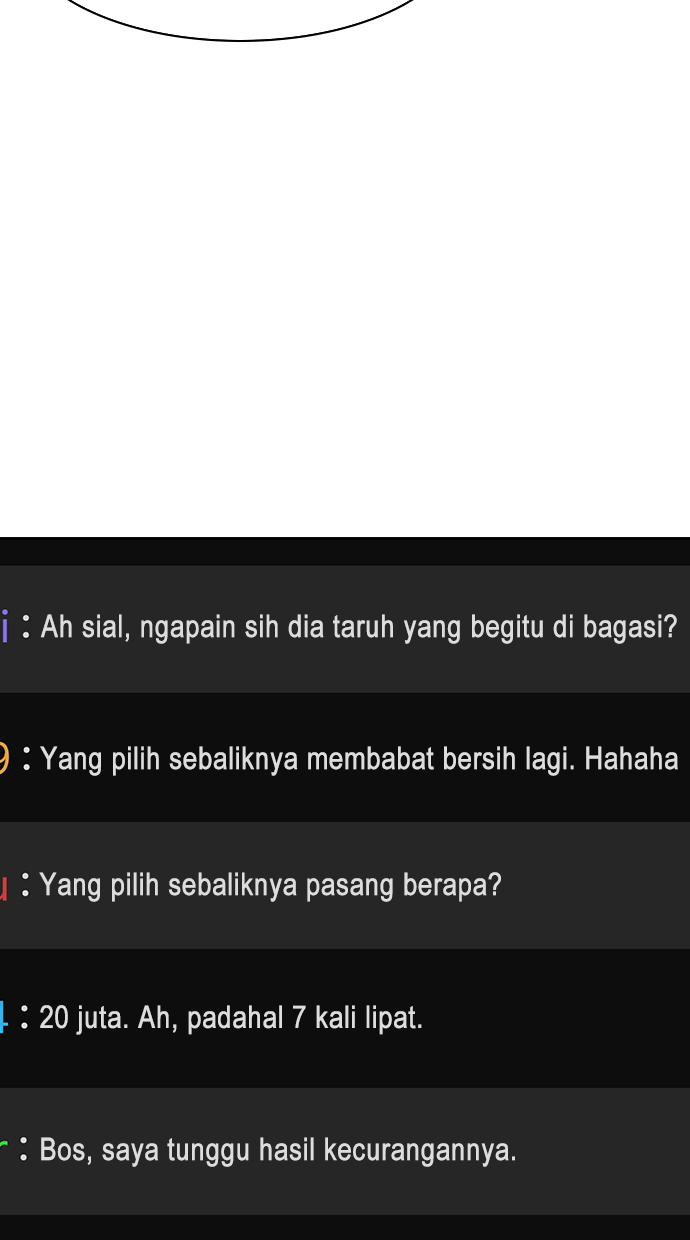 i : Ah sial, ngapain sih dia taruh yang begitu di bagasi?
9 : Yang pilih sebaliknya membabat bersih lagi. Hahaha
u : Yang pilih sebaliknya pasang berapa?
4 : 20 juta. Ah, padahal 7 kali lipat.
r : Bos, saya tunggu hasil kecurangannya.